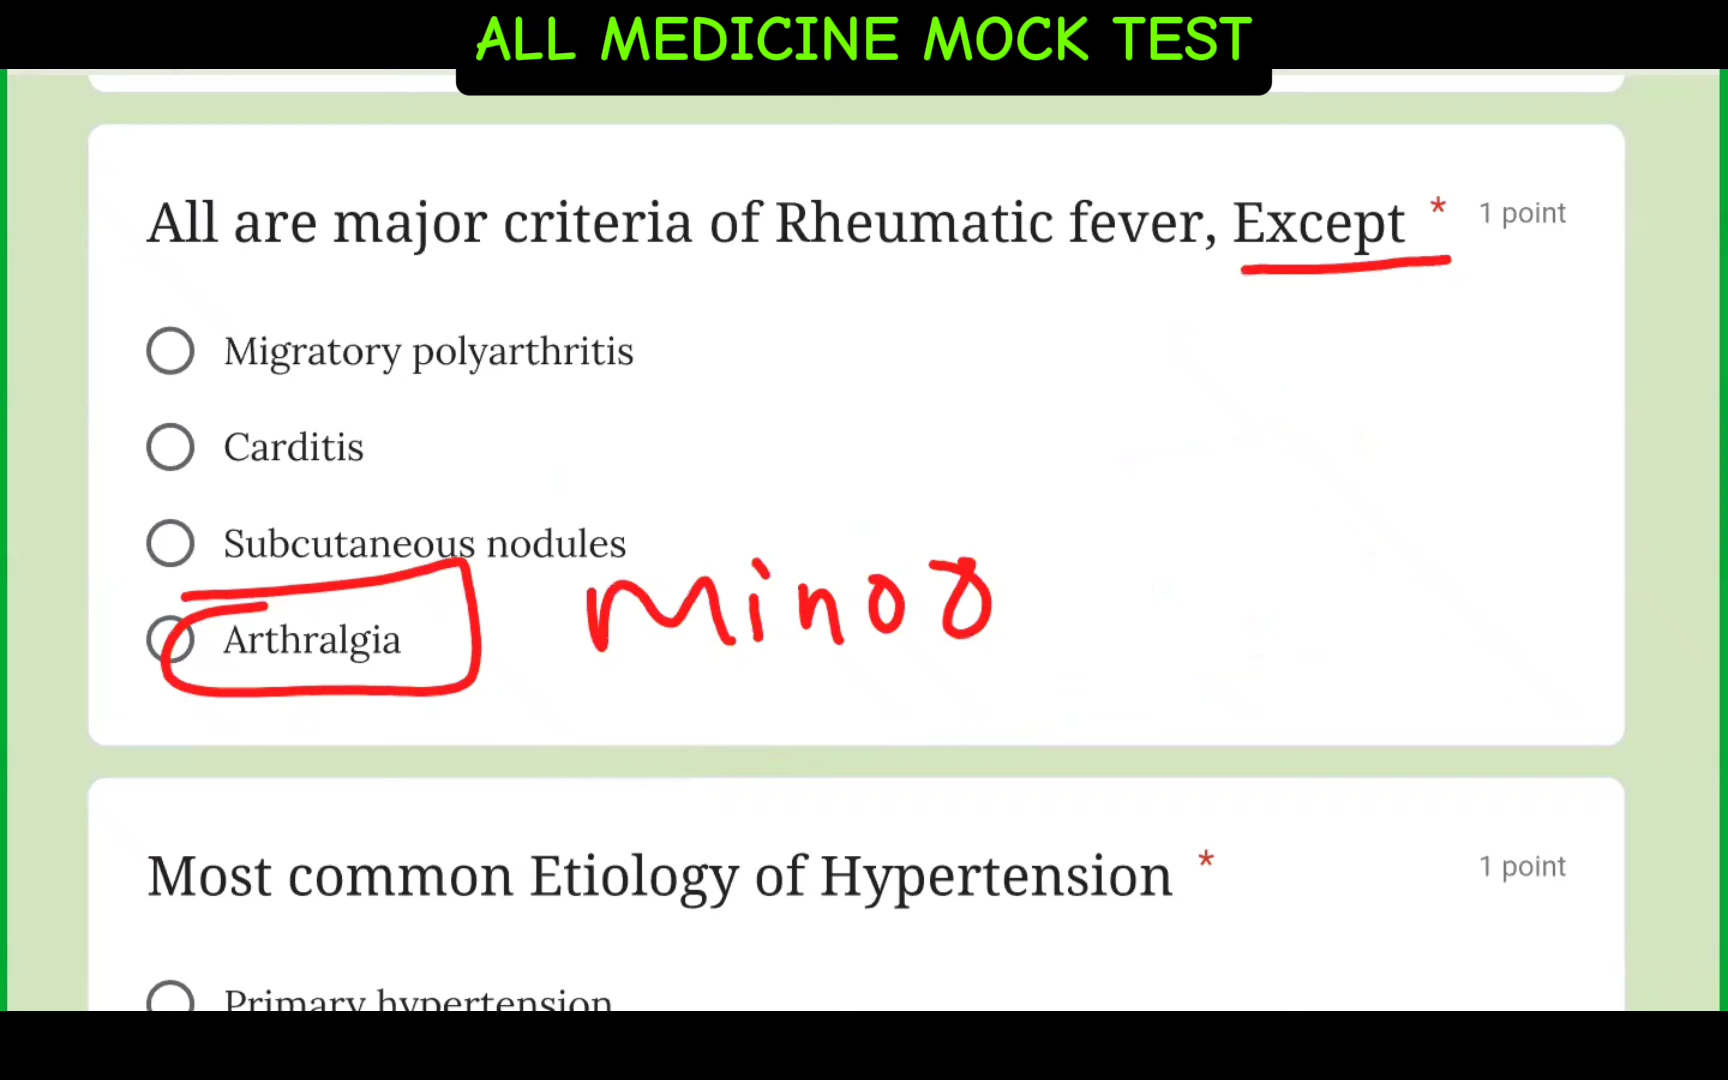 ALL MEDICINE MOCK TEST
All are major criteria of Rheumatic fever, Except * 1 point
Migratory polyarthritis
Carditis
Subcutaneous nodules
Arthralgia
minor
Most common Etiology of Hypertension * 1 point
Primary hypertension